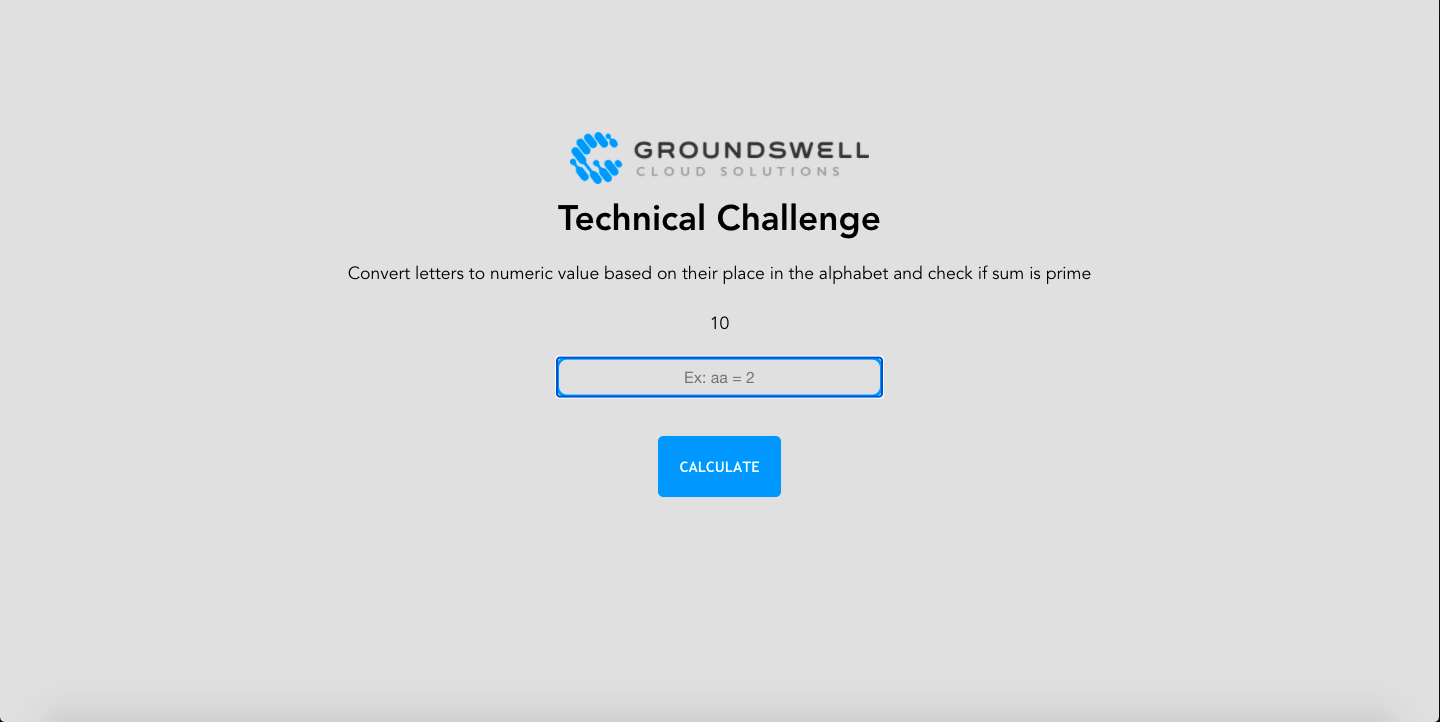 GROUNDSWELL
CLOUD SOLUTIONS
Technical Challenge
Convert letters to numeric value based on their place in the alphabet and check if sum is prime
10
Ex: aa = 2
CALCULATE